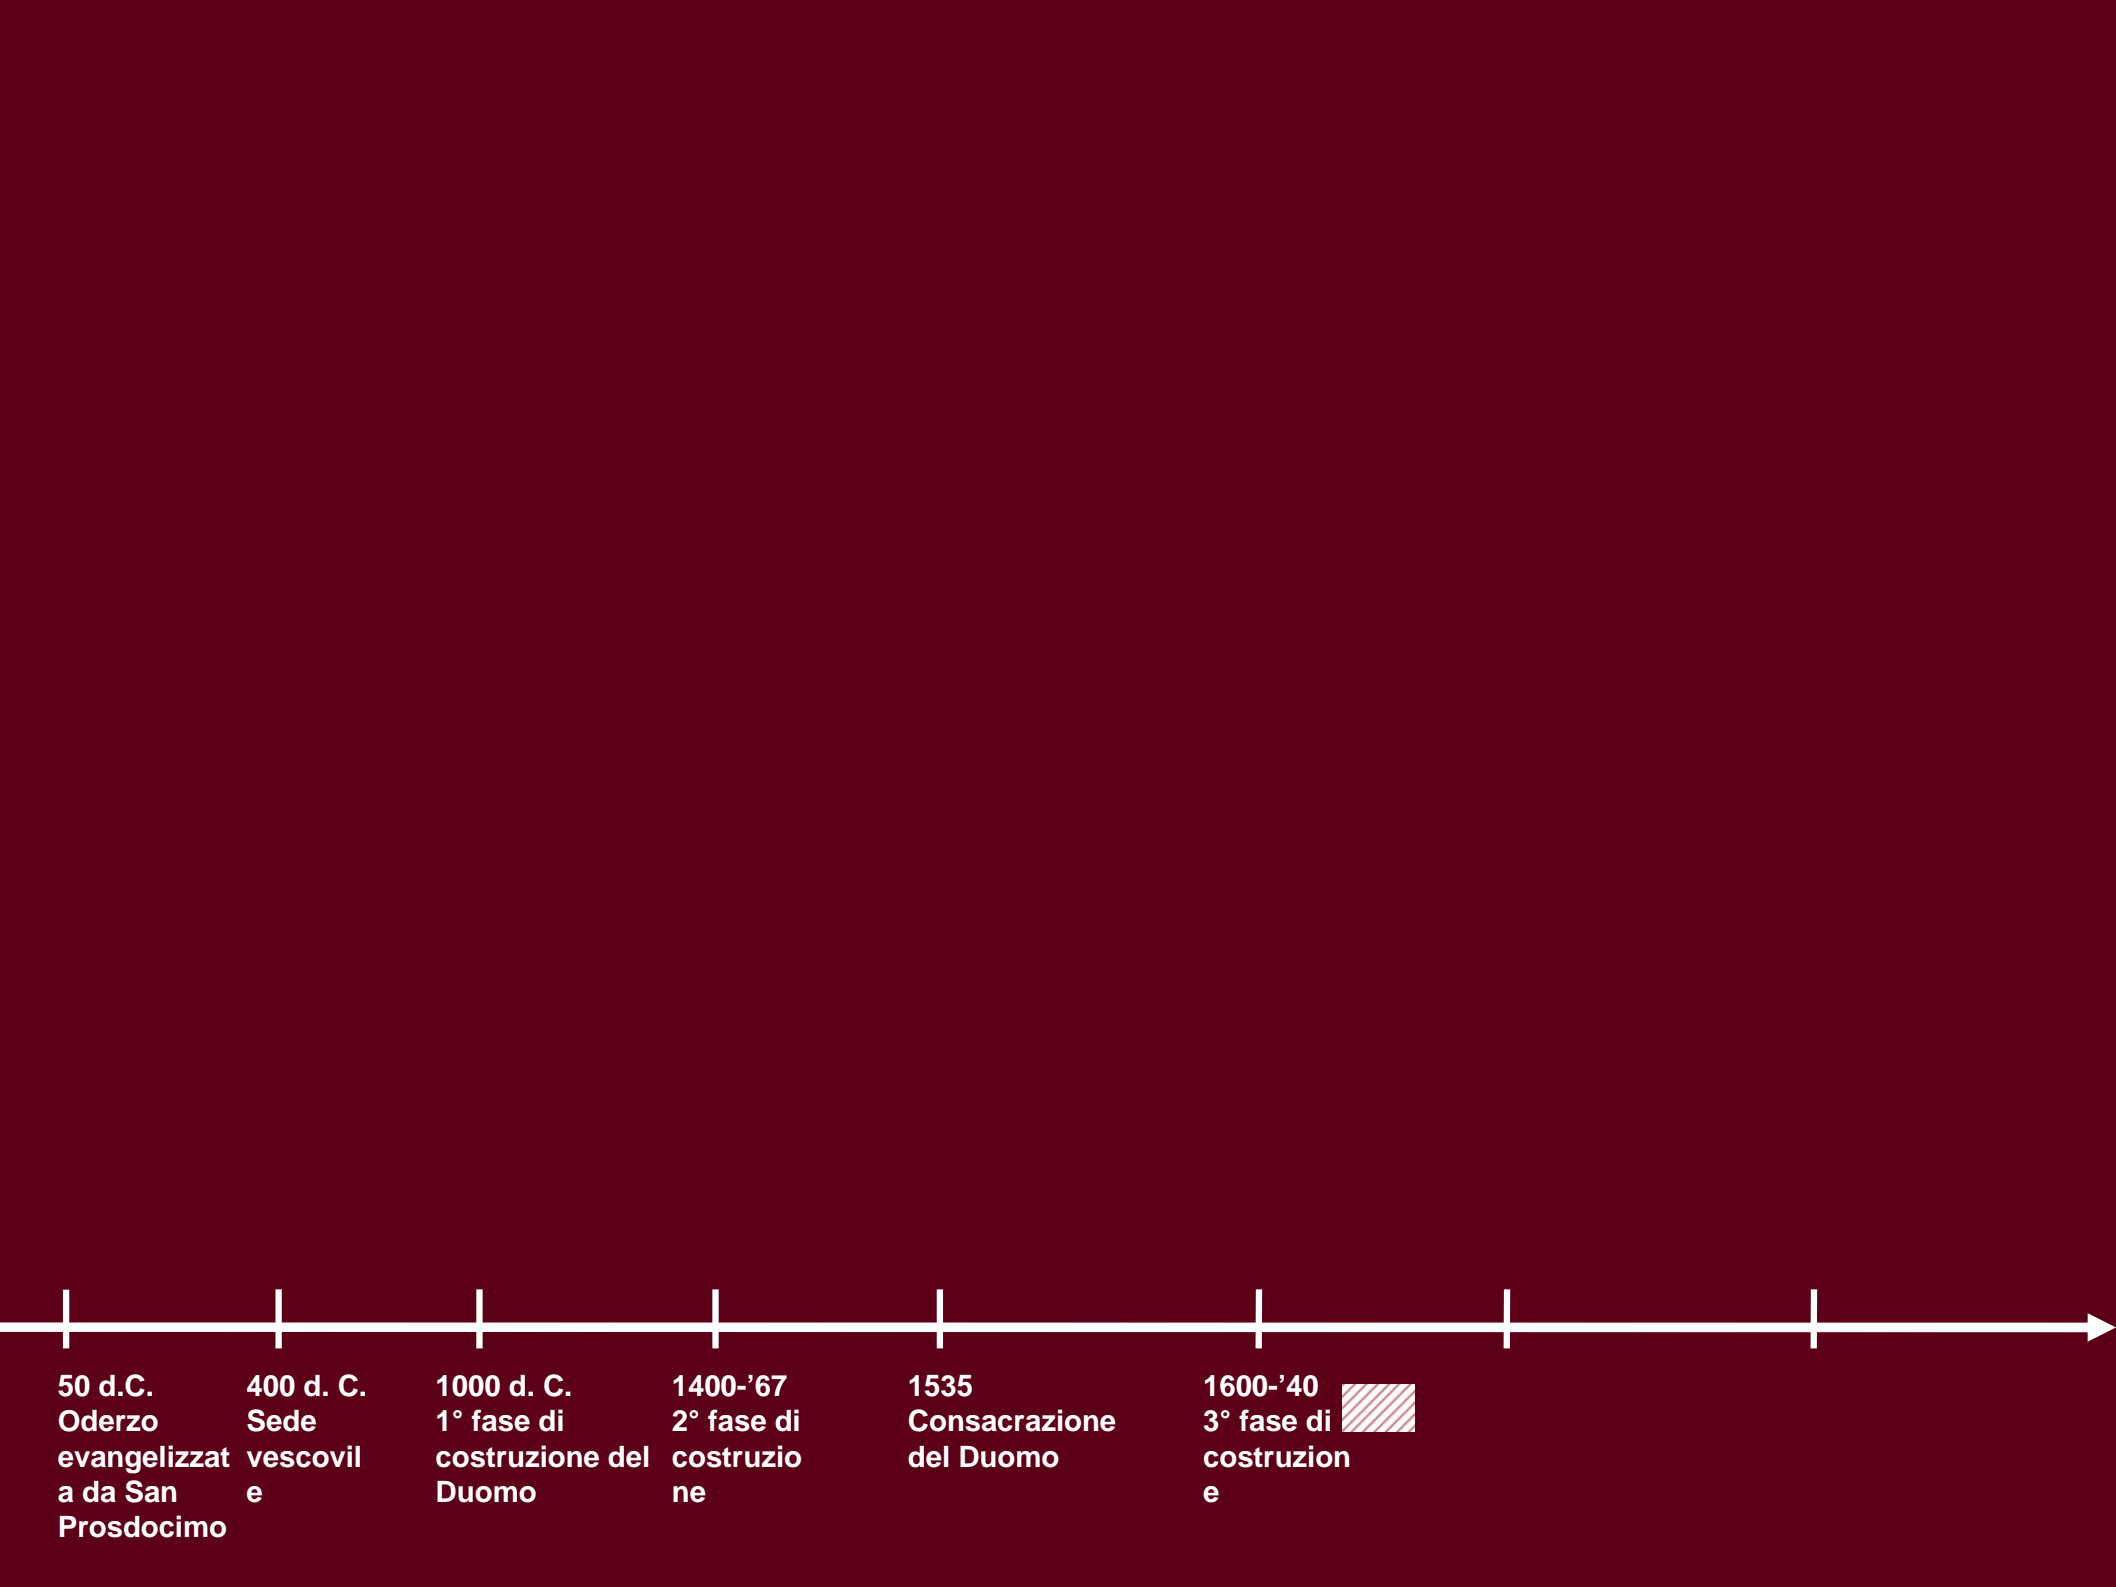 50 d.C.
Oderzo
evangelizzat
a da San
Prosdocimo
400 d. C.
Sede
vescovil
e
1000 d. C.
1° fase di
costruzione del
Duomo
1400-’67
2° fase di
costruzio
ne
1535
Consacrazione
del Duomo
1600-’40
3° fase di
costruzion
e